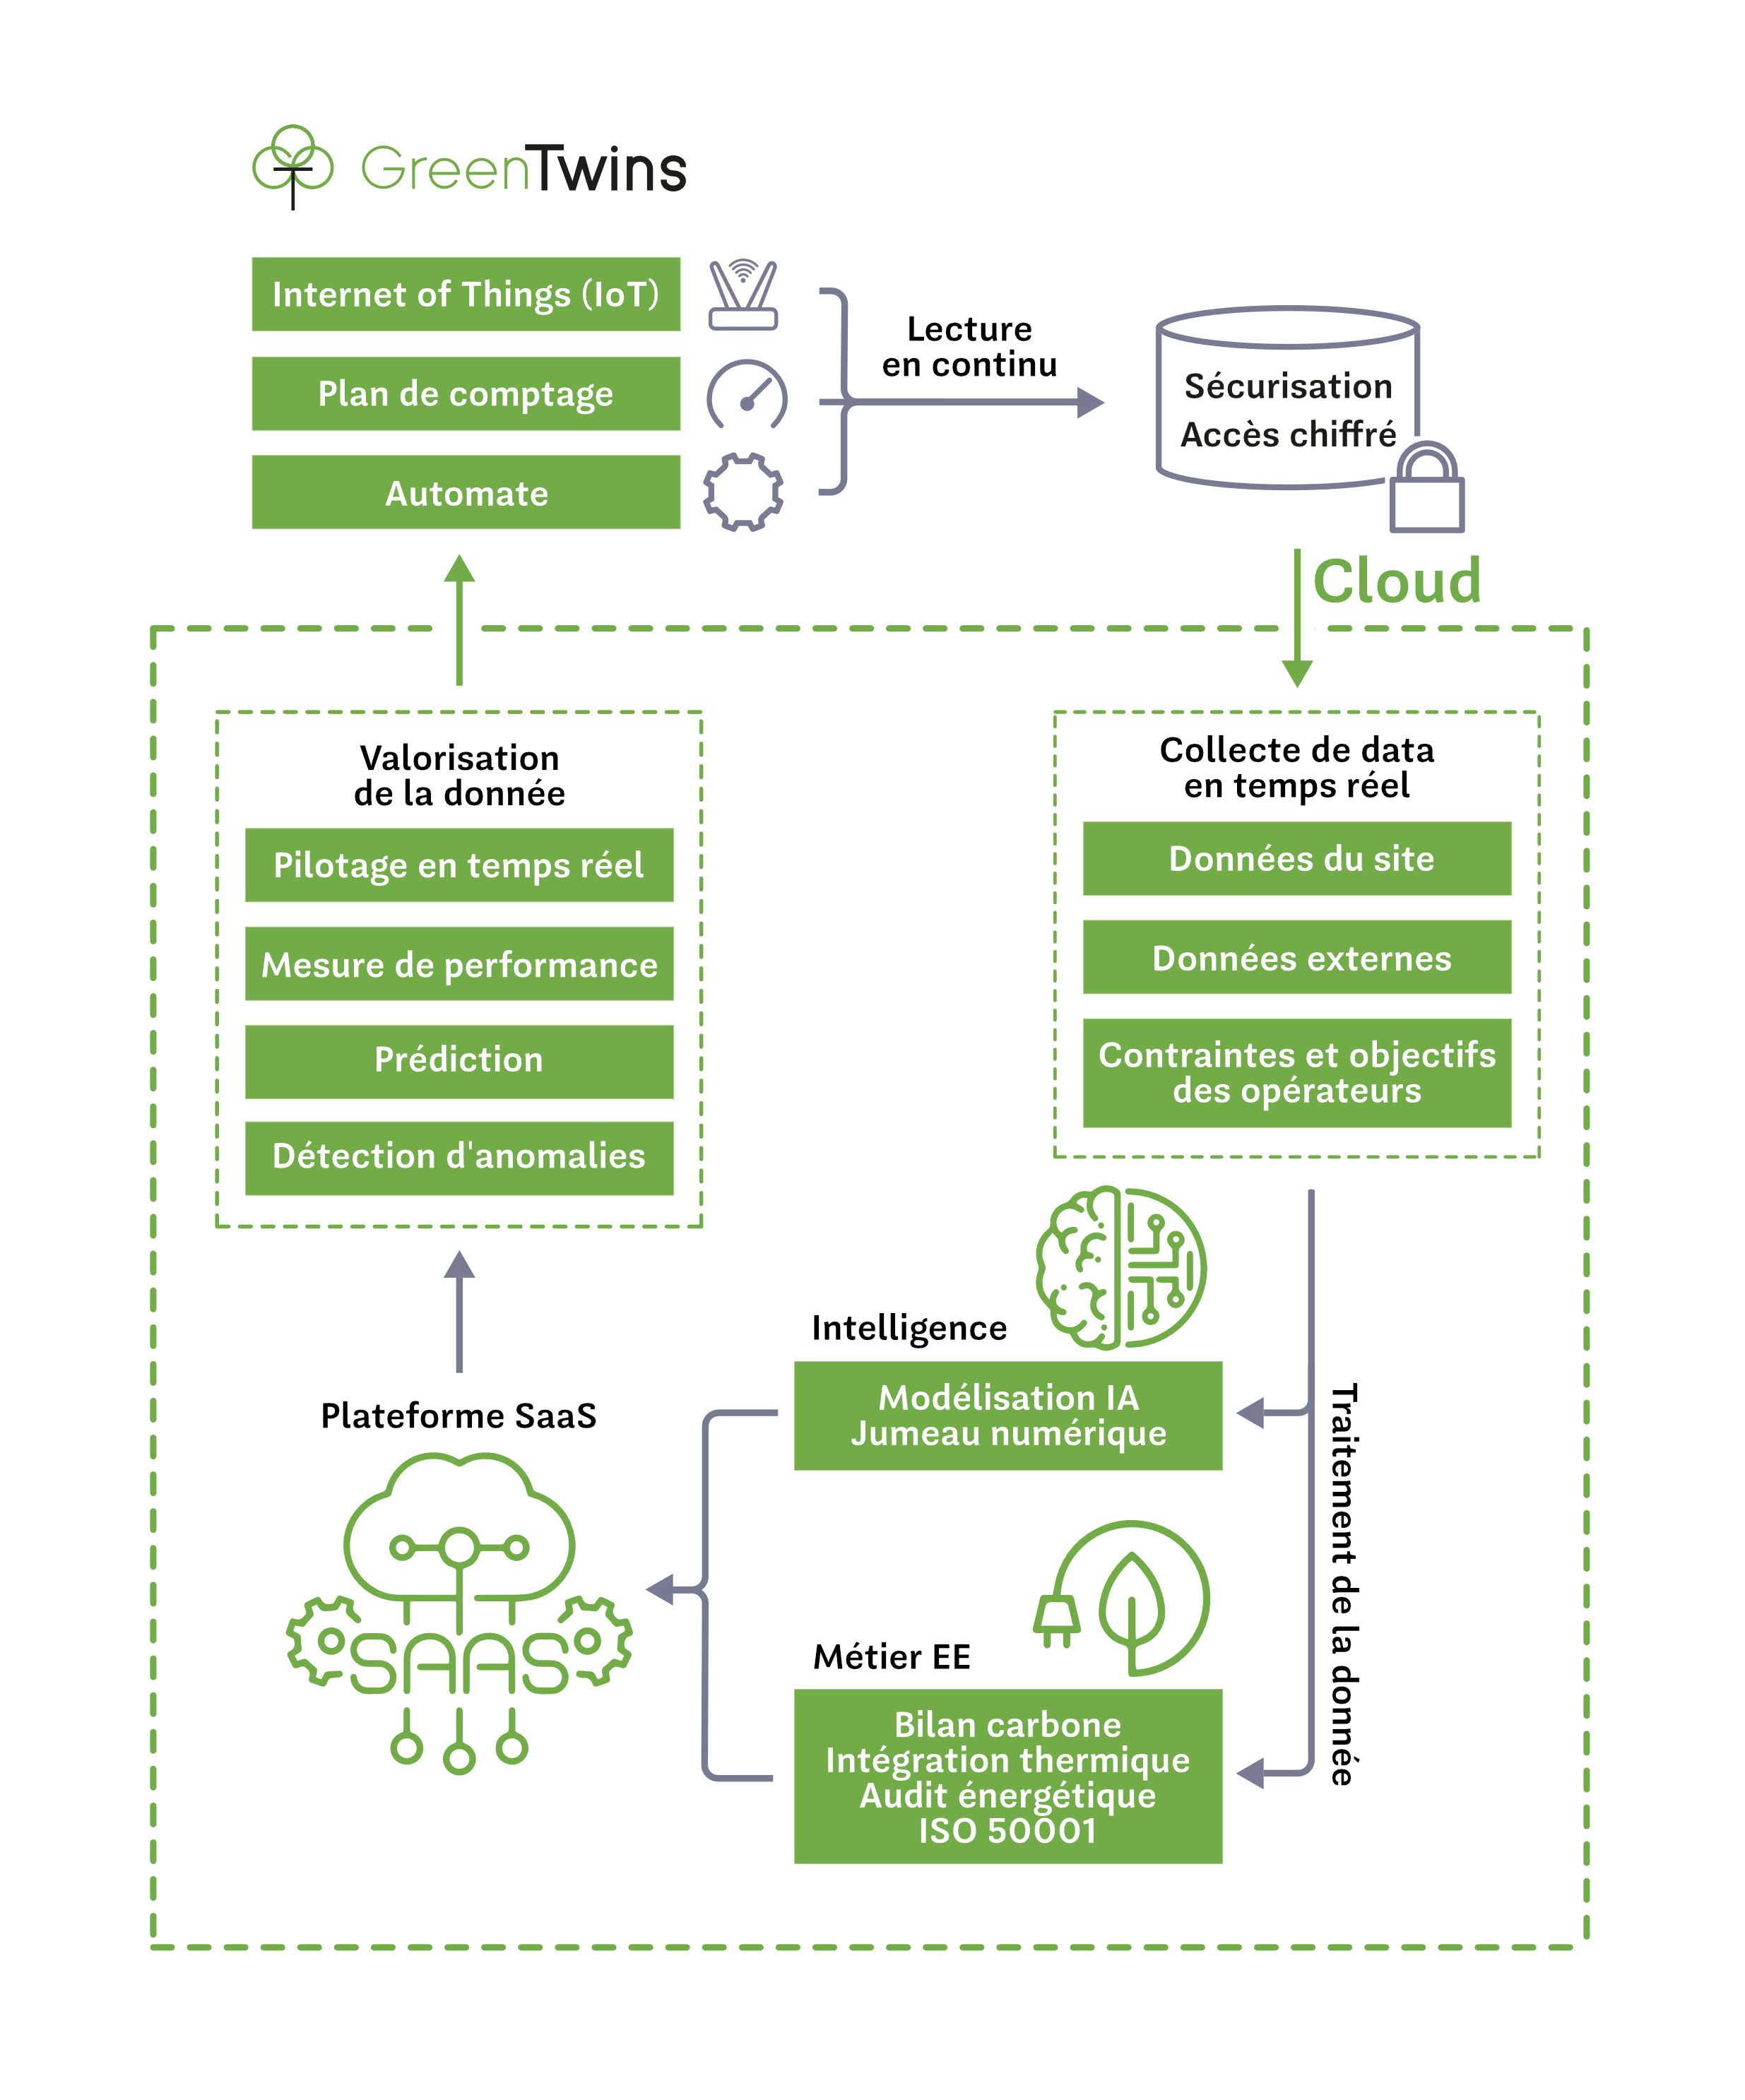 GreenTwins
Internet of Things (IoT)
Plan de comptage
Automate
Lecture
en continu
Sécurisation
Accès chiffré
Cloud
Valorisation
de la donnée
Pilotage en temps réel
Mesure de performance
Prédiction
Détection d'anomalies
Collecte de data
en temps réel
Données du site
Données externes
Contraintes et objectifs
des opérateurs
Traitement de la donnée
Intelligence
Modélisation IA
Jumeau numérique
Métier EE
Bilan carbone
Intégration thermique
Audit énergétique
ISO 50001
Plateforme SaaS
SAAS